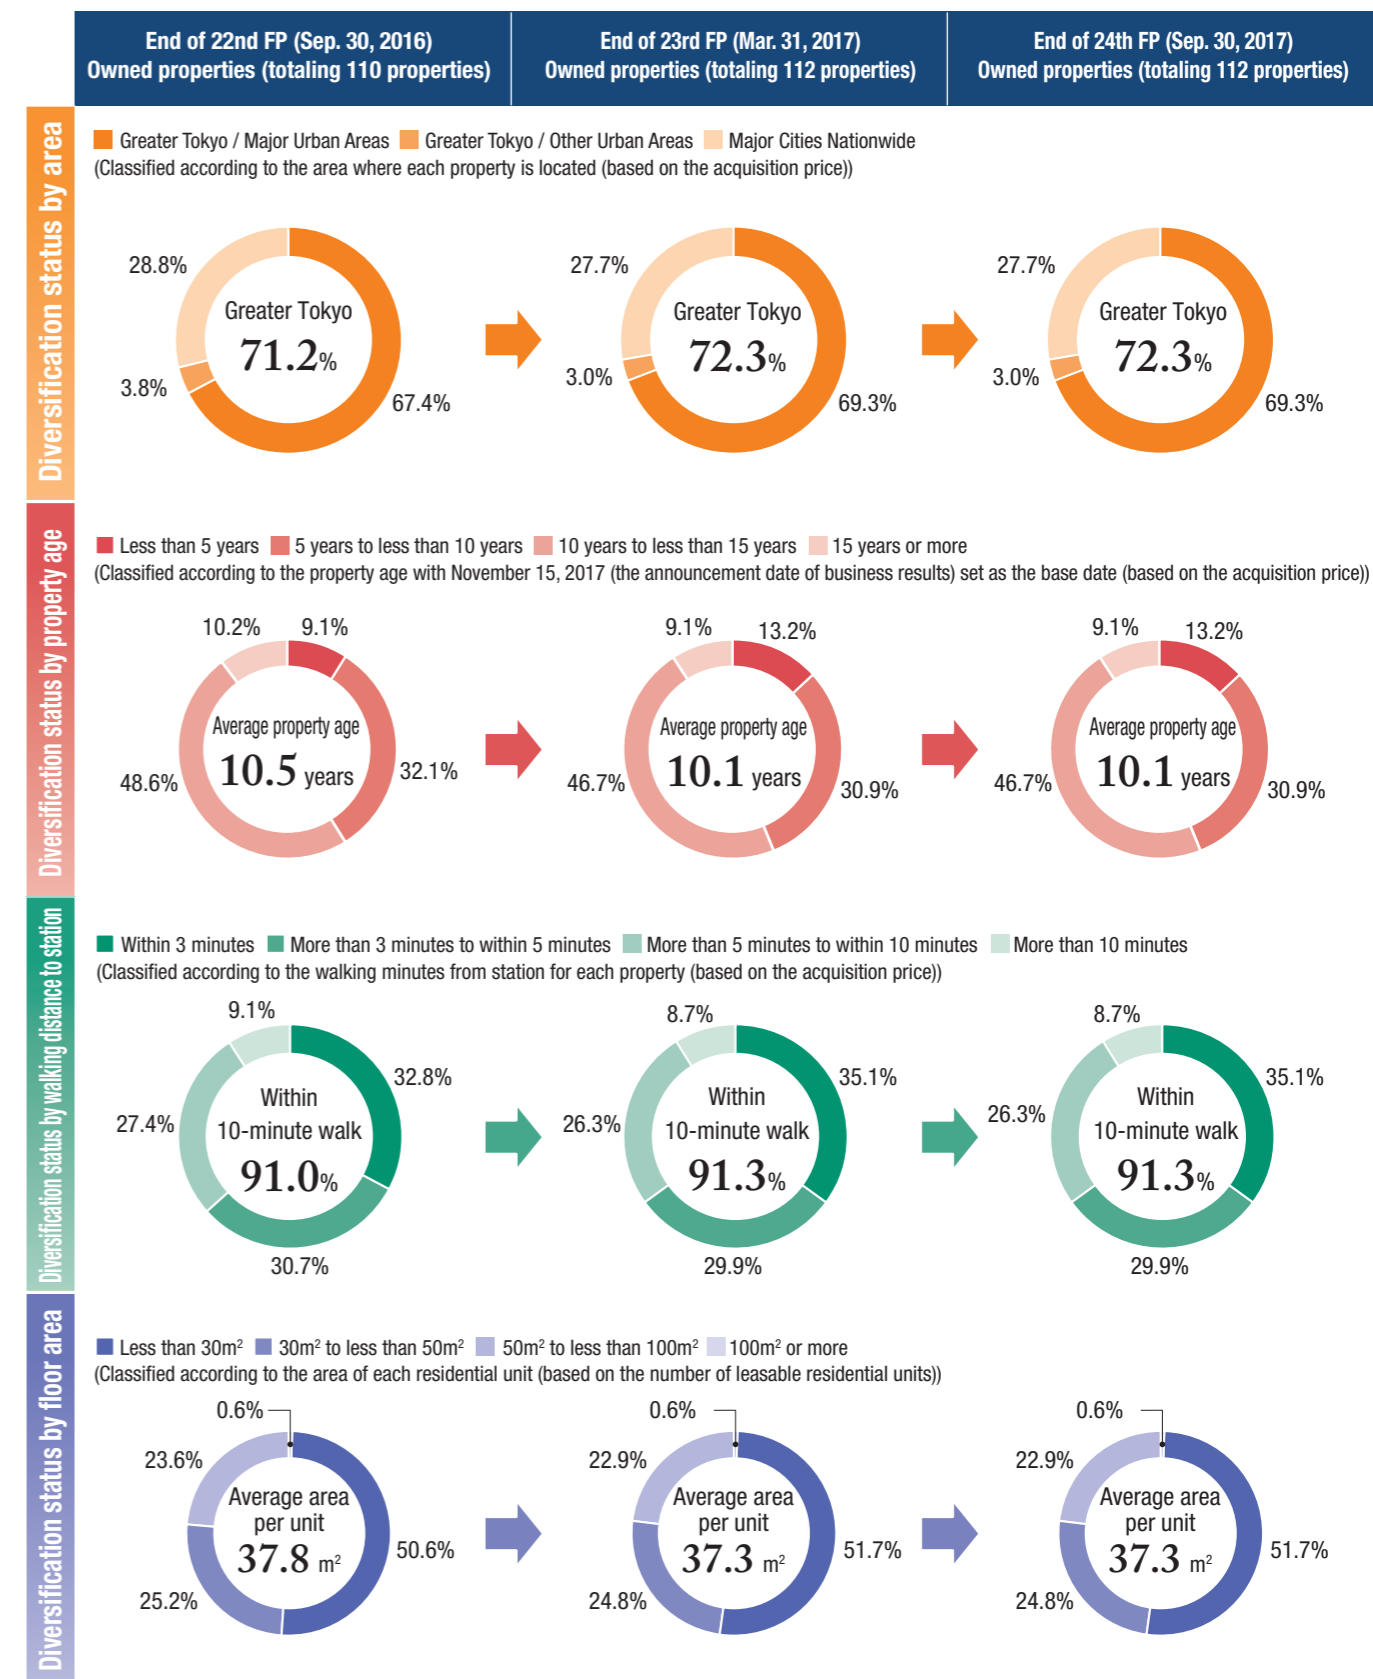 End of 22nd FP (Sep. 30, 2016)
Owned properties (totaling 110 properties)
End of 23rd FP (Mar. 31, 2017)
Owned properties (totaling 112 properties)
End of 24th FP (Sep. 30, 2017)
Owned properties (totaling 112 properties)
Diversification status by area
Greater Tokyo / Major Urban Areas Greater Tokyo / Other Urban Areas Major Cities Nationwide
(Classified according to the area where each property is located (based on the acquisition price))
28.8%
3.8%
67.4%
Greater Tokyo
71.2%
27.7%
3.0%
69.3%
Greater Tokyo
72.3%
27.7%
3.0%
69.3%
Greater Tokyo
72.3%
Diversification status by property age
Less than 5 years 5 years to less than 10 years 10 years to less than 15 years 15 years or more
(Classified according to the property age with November 15, 2017 (the announcement date of business results) set as the base date (based on the acquisition price))
10.2%
9.1%
48.6%
32.1%
Average property age
10.5 years
9.1%
13.2%
46.7%
30.9%
Average property age
10.1 years
9.1%
13.2%
46.7%
30.9%
Average property age
10.1 years
Diversification status by walking distance to station
Within 3 minutes More than 3 minutes to within 5 minutes More than 5 minutes to within 10 minutes More than 10 minutes
(Classified according to the walking minutes from station for each property (based on the acquisition price))
9.1%
32.8%
27.4%
30.7%
Within
10-minute walk
91.0%
8.7%
35.1%
26.3%
29.9%
Within
10-minute walk
91.3%
8.7%
35.1%
26.3%
29.9%
Within
10-minute walk
91.3%
Diversification status by floor area
Less than 30m² 30m² to less than 50m² 50m² to less than 100m² 100m² or more
(Classified according to the area of each residential unit (based on the number of leasable residential units))
0.6%
23.6%
50.6%
25.2%
Average area
per unit
37.8 m²
0.6%
22.9%
51.7%
24.8%
Average area
per unit
37.3 m²
0.6%
22.9%
51.7%
24.8%
Average area
per unit
37.3 m²